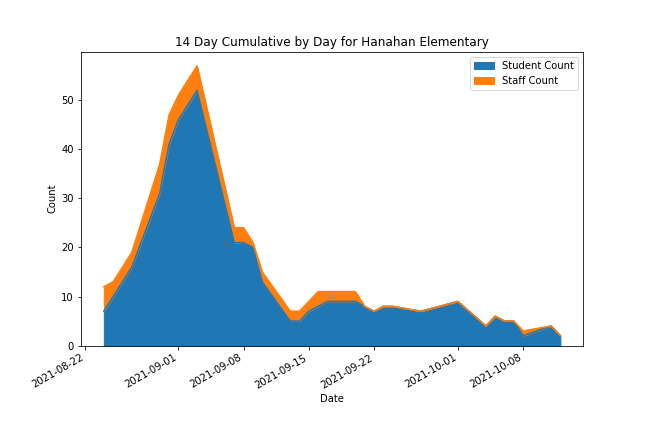 14 Day Cumulative by Day for Hanahan Elementary
Student Count
Staff Count
Count
50
40
30
20
10
0
2021-08-22
2021-09-01
2021-09-08
2021-09-15
2021-09-22
2021-10-01
2021-10-08
Date